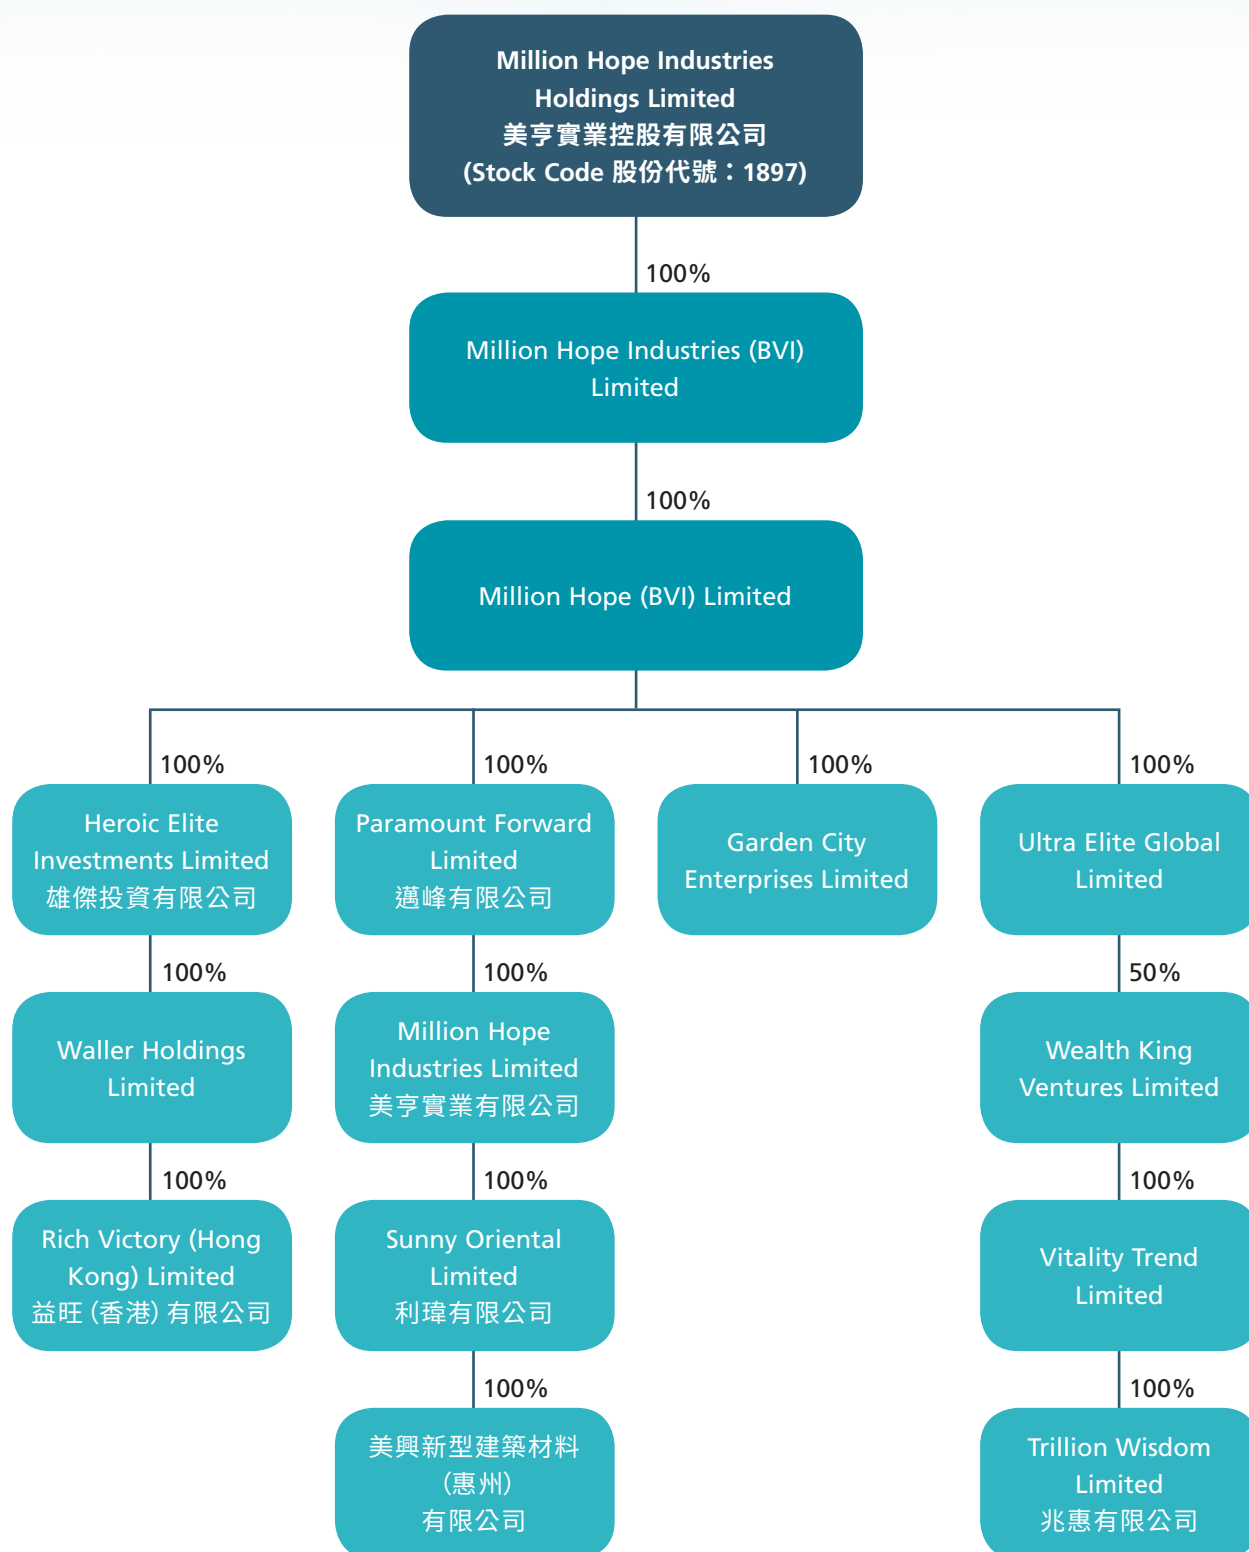 Million Hope Industries
Holdings Limited
美亨實業控股有限公司
(Stock Code 股份代號：1897)
100%
Million Hope Industries (BVI)
Limited
100%
Million Hope (BVI) Limited
100%
100%
100%
100%
Heroic Elite
Investments Limited
雄傑投資有限公司
Paramount Forward
Limited
邁峰有限公司
Garden City
Enterprises Limited
Ultra Elite Global
Limited
100%
100%
50%
Waller Holdings
Limited
Million Hope
Industries Limited
美亨實業有限公司
Wealth King
Ventures Limited
100%
100%
100%
Rich Victory (Hong
Kong) Limited
益旺（香港）有限公司
Sunny Oriental
Limited
利瑋有限公司
Vitality Trend
Limited
100%
100%
美興新型建築材料
（惠州）
有限公司
Trillion Wisdom
Limited
兆惠有限公司